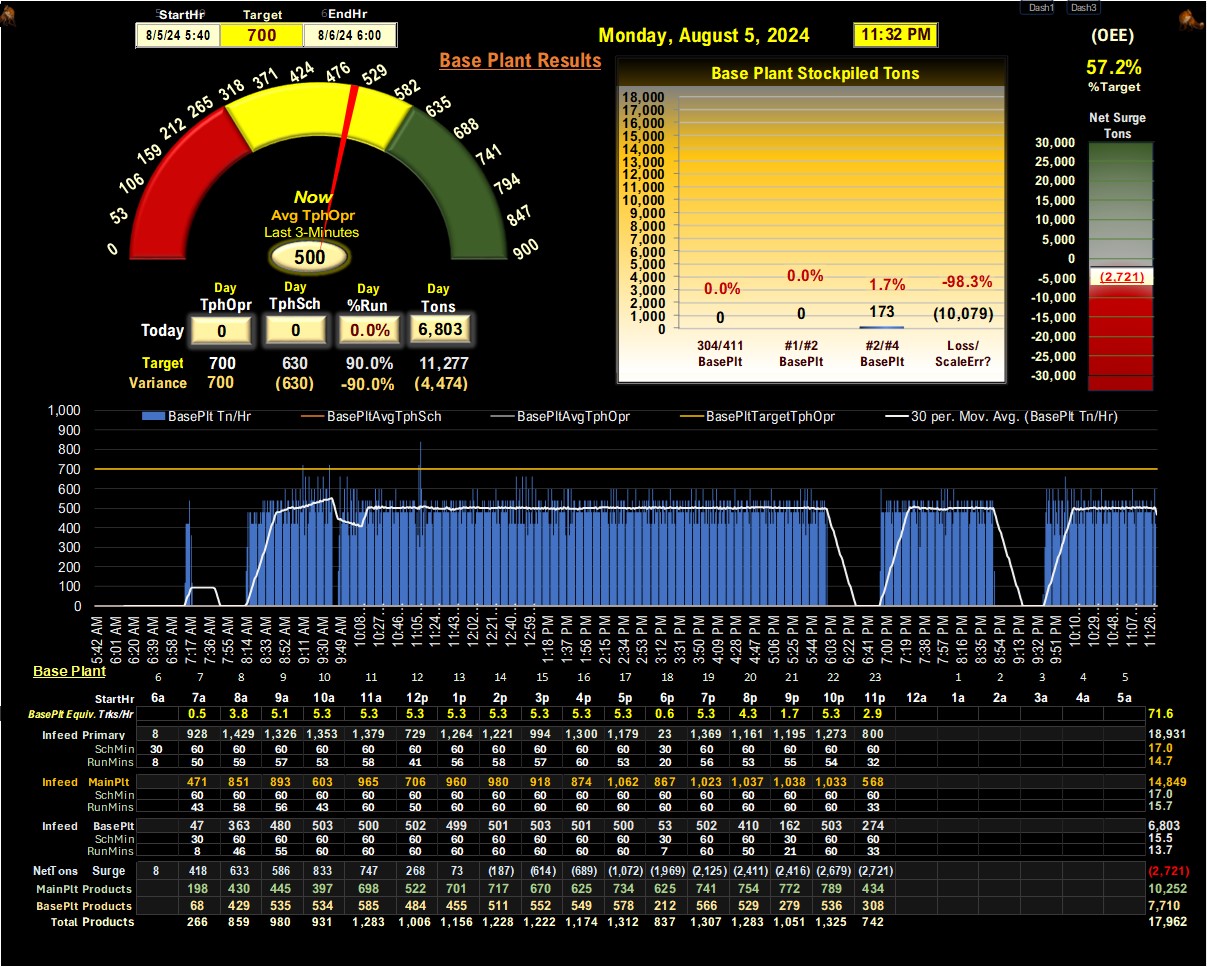 StartHr Target EndHr
8/5/24 5:40 700 8/6/24 6:00
Monday, August 5, 2024 11:32 PM
Dash1 Dash3
(OEE)
57.2%
%Target
Base Plant Results
0 53 106 159 212 265 318 371 424 476 529 582 635 688 741 794 847 900
Now
Avg TphOpr
Last 3-Minutes
500
Day Day Day Day
TphOpr TphSch %Run Tons
Today 0 0 0.0% 6,803
Target 700 630 90.0% 11,277
Variance 700 (630) -90.0% (4,474)
Base Plant Stockpiled Tons
18,000
17,000
16,000
15,000
14,000
13,000
12,000
11,000
10,000
9,000
8,000
7,000
6,000
5,000
4,000
3,000
2,000
1,000
0
0.0% 0.0% 1.7% -98.3%
0 0 173 (10,079)
304/411 #1/#2 #2/#4 Loss/
BasePlt BasePlt BasePlt ScaleErr?
Net Surge
Tons
30,000
25,000
20,000
15,000
10,000
5,000
0
-5,000
-10,000
-15,000
-20,000
-25,000
-30,000
(2,721)
BasePlt Tn/Hr BasePltAvgTphSch BasePltAvgTphOpr BasePltTargetTphOpr 30 per. Mov. Avg. (BasePlt Tn/Hr)
1,000
900
800
700
600
500
400
300
200
100
0
5:42 AM 6:01 AM 6:20 AM 6:39 AM 6:58 AM 7:17 AM 7:36 AM 7:55 AM 8:14 AM 8:33 AM 8:52 AM 9:11 AM 9:30 AM 9:49 AM 10:08… 10:27… 10:46… 11:05… 11:24… 11:43… 12:02… 12:21… 12:40… 12:59… 1:18 PM 1:37 PM 1:56 PM 2:15 PM 2:34 PM 2:53 PM 3:12 PM 3:31 PM 3:50 PM 4:09 PM 4:28 PM 4:47 PM 5:06 PM 5:25 PM 5:44 PM 6:03 PM 6:22 PM 6:41 PM 7:00 PM 7:19 PM 7:38 PM 7:57 PM 8:16 PM 8:35 PM 8:54 PM 9:13 PM 9:32 PM 9:51 PM 10:10… 10:29… 10:48… 11:07… 11:26…
Base Plant
6 7 8 9 10 11 12 13 14 15 16 17 18 19 20 21 22 23 1 2 3 4 5
StartHr 6a 7a 8a 9a 10a 11a 12p 1p 2p 3p 4p 5p 6p 7p 8p 9p 10p 11p 12a 1a 2a 3a 4a 5a
BasePlt Equiv. Trks/Hr 0.5 3.8 5.1 5.3 5.3 5.3 5.3 5.3 5.3 5.3 5.3 0.6 5.3 4.3 1.7 5.3 2.9 71.6
Infeed Primary 8 928 1,429 1,326 1,353 1,379 729 1,264 1,221 994 1,300 1,179 23 1,369 1,161 1,195 1,273 800 18,931
SchMin 30 60 60 60 60 60 60 60 60 60 60 60 30 60 60 60 60 60 17.0
RunMins 8 50 59 57 53 58 41 56 58 57 60 53 20 56 53 55 54 32 14.7
Infeed MainPlt 471 851 893 603 965 706 960 980 918 874 1,062 867 1,023 1,037 1,038 1,033 568 14,849
SchMin 60 60 60 60 60 60 60 60 60 60 60 60 60 60 60 60 60 17.0
RunMins 43 58 56 43 60 50 60 60 60 60 60 60 60 60 60 60 33 15.7
Infeed BasePlt 47 363 480 503 500 502 499 501 503 501 500 53 502 410 162 503 274 6,803
SchMin 30 60 60 60 60 60 60 60 60 60 60 30 60 60 30 60 60 15.5
RunMins 8 46 55 60 60 60 60 60 60 60 60 7 60 50 21 60 33 13.7
NetTons Surge 8 418 633 586 833 747 268 73 (187) (614) (689) (1,072) (1,969) (2,125) (2,411) (2,416) (2,679) (2,721) (2,721)
MainPlt Products 198 430 445 397 698 522 701 717 670 625 734 625 741 754 772 789 434 10,252
BasePlt Products 68 429 535 534 585 484 455 511 552 549 578 212 566 529 279 536 308 7,710
Total Products 266 859 980 931 1,283 1,006 1,156 1,228 1,222 1,174 1,312 837 1,307 1,283 1,051 1,325 742 17,962